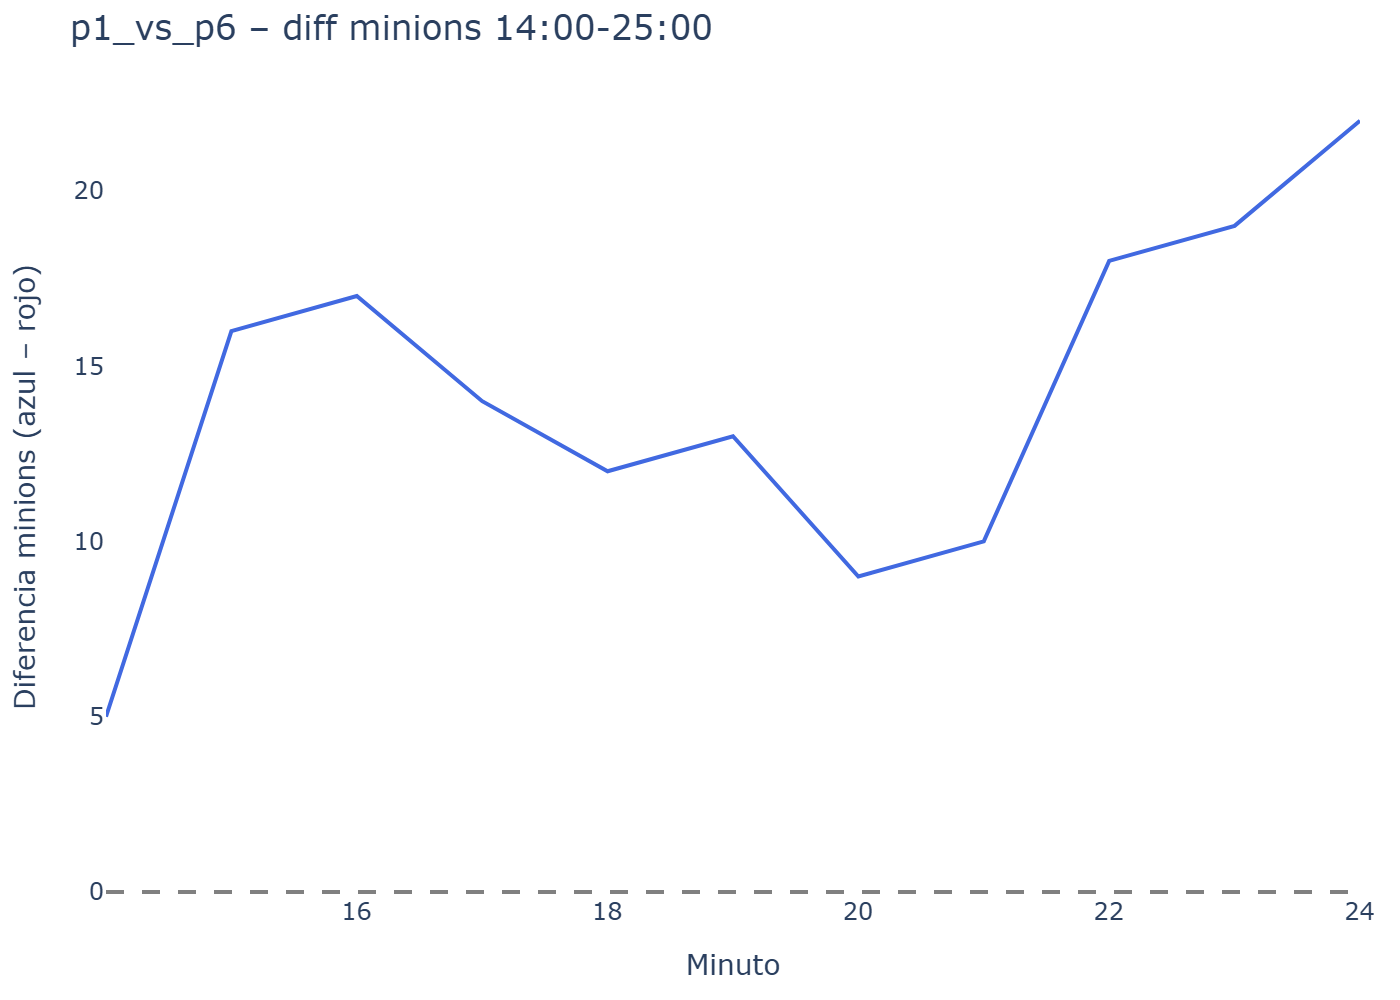 p1_vs_p6 – diff minions 14:00-25:00
Diferencia minions (azul – rojo)
20
15
10
5
0
16 18 20 22 24
Minuto